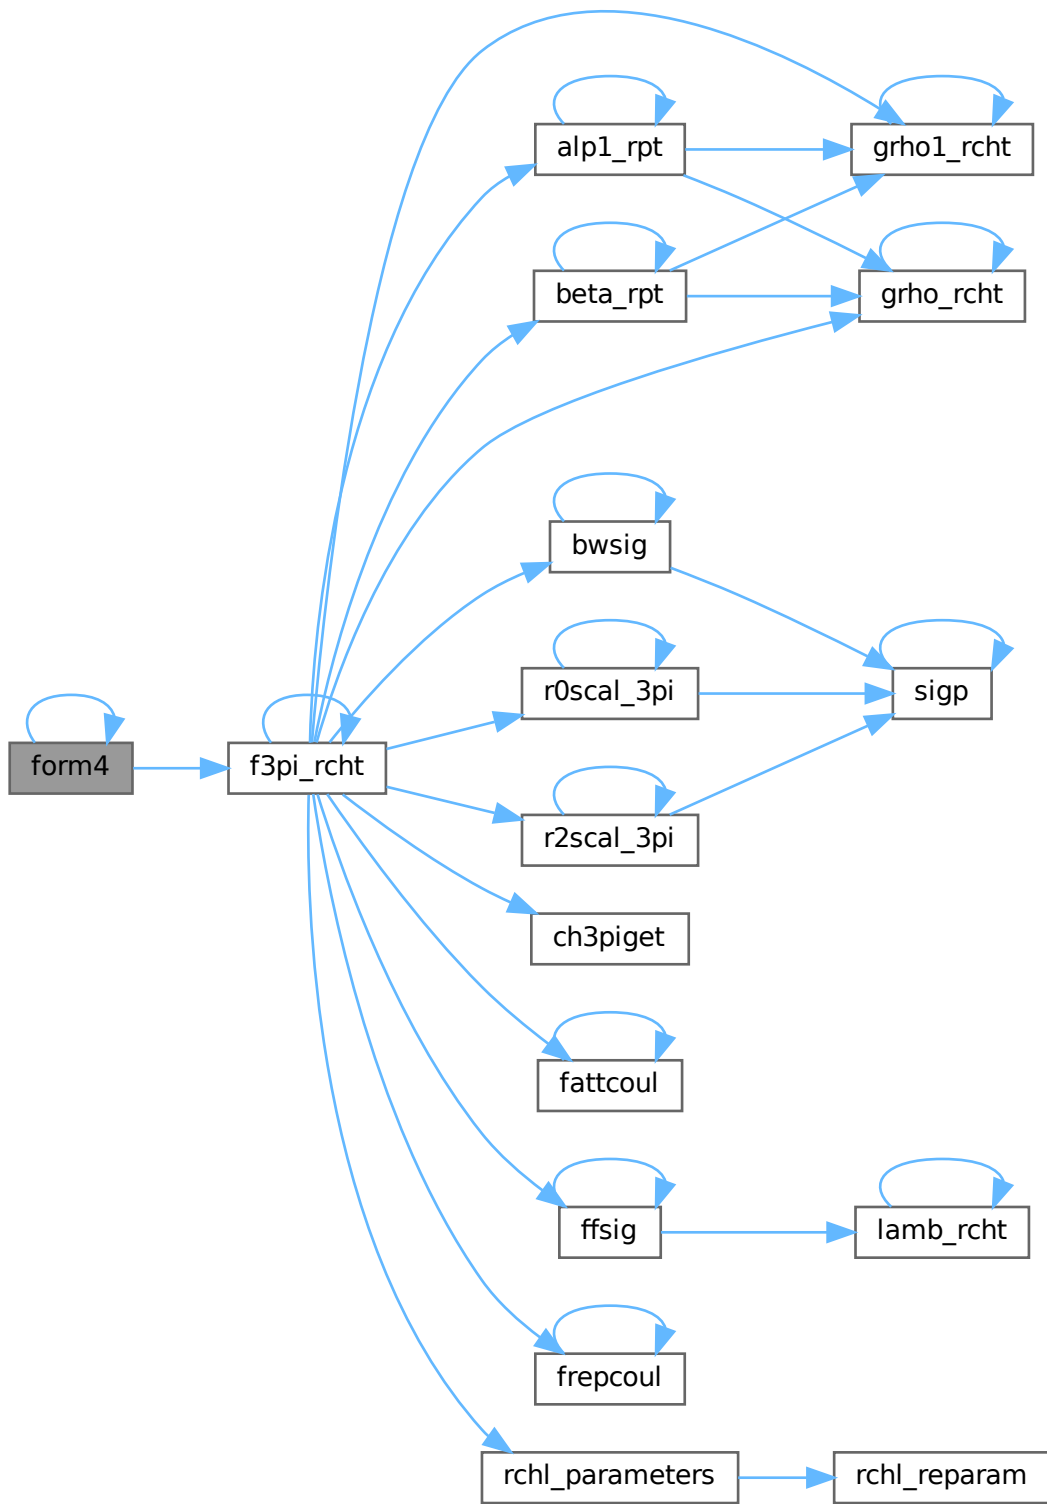 form4
f3pi_rcht
alp1_rpt
beta_rpt
bwsig
r0scal_3pi
r2scal_3pi
ch3piget
fattcoul
ffsig
frepcoul
rchl_parameters
grho1_rcht
grho_rcht
sigp
lamb_rcht
rchl_reparam